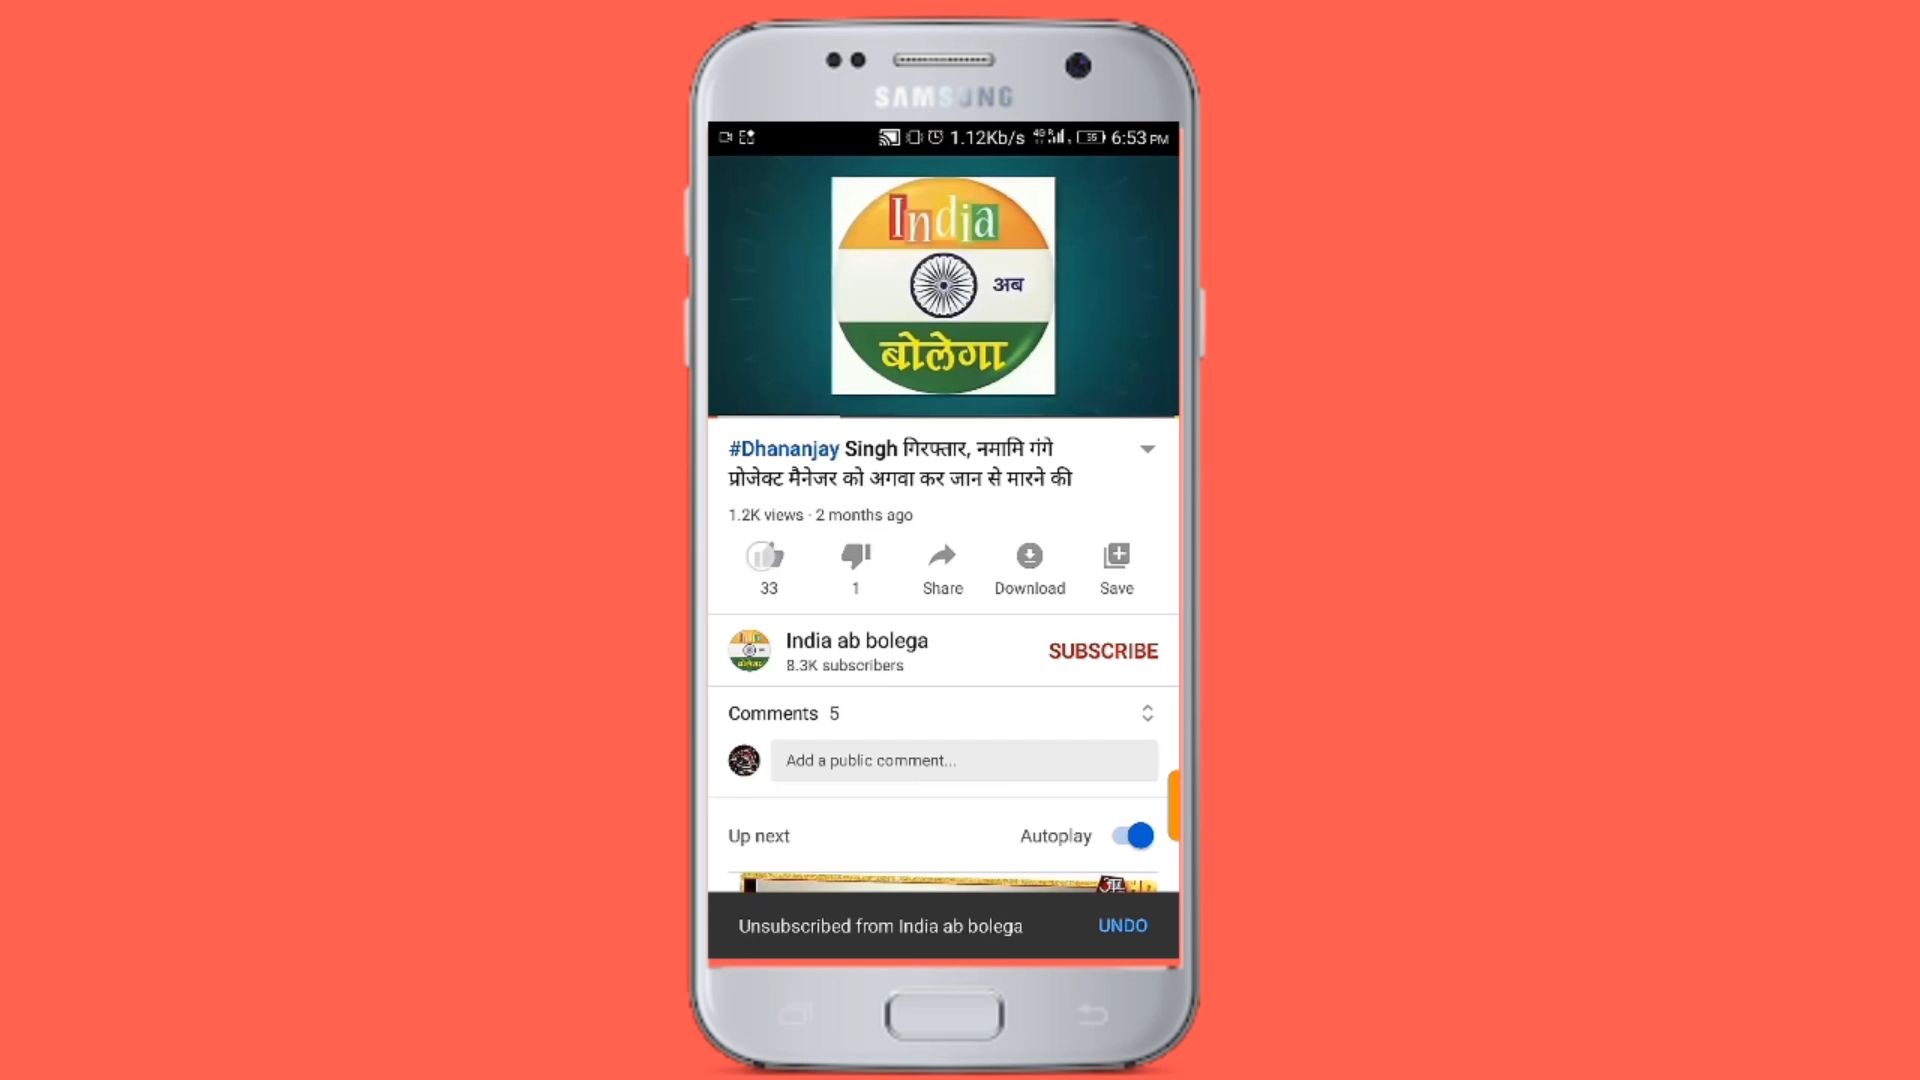 SAMSUNG
1.12Kb/s 4G R 35 6:53 PM
India
अब
बोलेगा
#Dhananjay Singh गिरफ्तार, नमामि गंगे
प्रोजेक्ट मैनेजर को अगवा कर जान से मारने की
1.2K views · 2 months ago
33 1 Share Download Save
India ab bolega SUBSCRIBE
8.3K subscribers
Comments 5
Add a public comment...
Up next Autoplay
Unsubscribed from India ab bolega UNDO